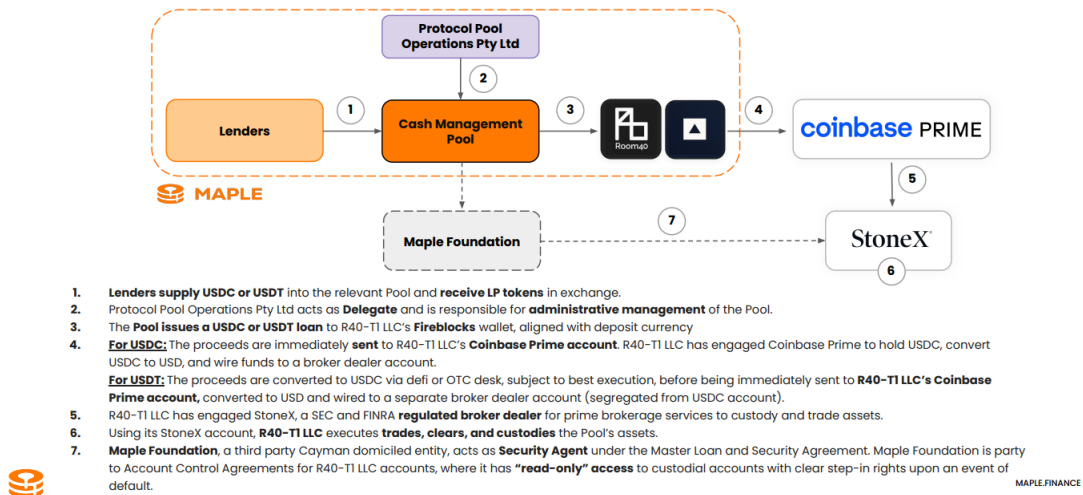 Protocol Pool
Operations Pty Ltd
2
1
3
4
Lenders
Cash Management
Pool
Room40
coinbase PRIME
MAPLE
5
7
Maple Foundation
StoneX
6
1. Lenders supply USDC or USDT into the relevant Pool and receive LP tokens in exchange.
2. Protocol Pool Operations Pty Ltd acts as Delegate and is responsible for administrative management of the Pool.
3. The Pool issues a USDC or USDT loan to R40-T1 LLC's Fireblocks wallet, aligned with deposit currency
4. For USDC: The proceeds are immediately sent to R40-T1 LLC's Coinbase Prime account. R40-T1 LLC has engaged Coinbase Prime to hold USDC, convert
USDC to USD, and wire funds to a broker dealer account.
For USDT: The proceeds are converted to USDC via defi or OTC desk, subject to best execution, before being immediately sent to R40-T1 LLC's Coinbase
Prime account, converted to USD and wired to a separate broker dealer account (segregated from USDC account).
5. R40-T1 LLC has engaged StoneX, a SEC and FINRA regulated broker dealer for prime brokerage services to custody and trade assets.
6. Using its StoneX account, R40-T1 LLC executes trades, clears, and custodies the Pool's assets.
7. Maple Foundation, a third party Cayman domiciled entity, acts as Security Agent under the Master Loan and Security Agreement. Maple Foundation is party
to Account Control Agreements for R40-T1 LLC accounts, where it has "read-only" access to custodial accounts with clear step-in rights upon an event of
default.
MAPLE.FINANCE